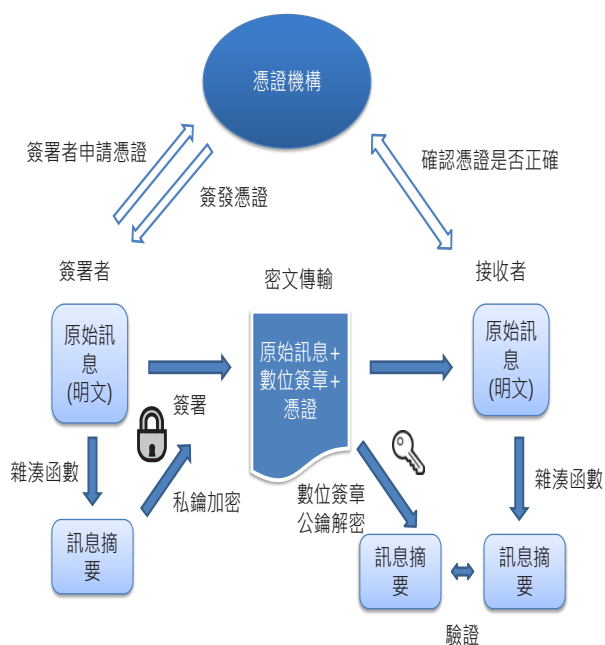 憑證機構
簽署者申請憑證
確認憑證是否正確
簽發憑證
簽署者
密文傳輸
接收者
原始訊
息
(明文)
原始訊息+
數位簽章+
憑證
原始訊
息
(明文)
簽署
雜湊函數
私鑰加密
數位簽章
公鑰解密
雜湊函數
訊息摘
要
訊息摘
要
訊息摘
要
驗證